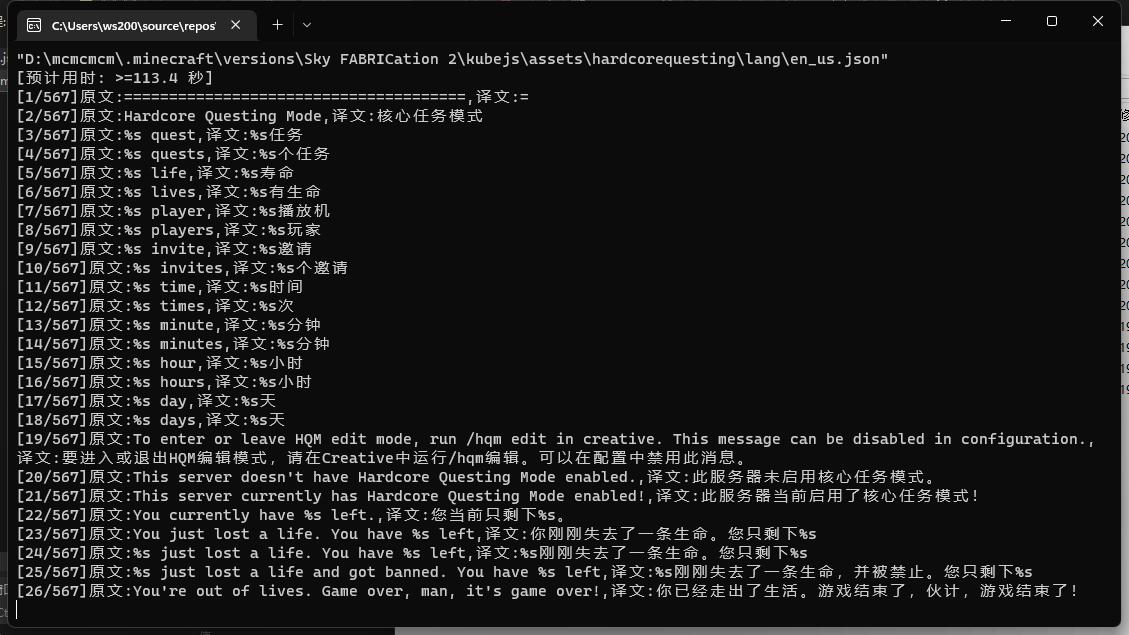 C:\Users\ws200\source\repos'
"D:\mcmcmcm\.minecraft\versions\Sky FABRICation 2\kubejs\assets\hardcorequesting\lang\en_us.json"
[预计用时: >=113.4 秒]
[1/567]原文:======================================,译文:=
[2/567]原文:Hardcore Questing Mode,译文:核心任务模式
[3/567]原文:%s quest,译文:%s任务
[4/567]原文:%s quests,译文:%s个任务
[5/567]原文:%s life,译文:%s寿命
[6/567]原文:%s lives,译文:%s有生命
[7/567]原文:%s player,译文:%s播放机
[8/567]原文:%s players,译文:%s玩家
[9/567]原文:%s invite,译文:%s邀请
[10/567]原文:%s invites,译文:%s个邀请
[11/567]原文:%s time,译文:%s时间
[12/567]原文:%s times,译文:%s次
[13/567]原文:%s minute,译文:%s分钟
[14/567]原文:%s minutes,译文:%s分钟
[15/567]原文:%s hour,译文:%s小时
[16/567]原文:%s hours,译文:%s小时
[17/567]原文:%s day,译文:%s天
[18/567]原文:%s days,译文:%s天
[19/567]原文:To enter or leave HQM edit mode, run /hqm edit in creative. This message can be disabled in configuration.,
译文:要进入或退出HQM编辑模式，请在Creative中运行/hqm编辑。可以在配置中禁用此消息。
[20/567]原文:This server doesn't have Hardcore Questing Mode enabled.,译文:此服务器未启用核心任务模式。
[21/567]原文:This server currently has Hardcore Questing Mode enabled!,译文:此服务器当前启用了核心任务模式！
[22/567]原文:You currently have %s left.,译文:您当前只剩下%s。
[23/567]原文:You just lost a life. You have %s left,译文:你刚刚失去了一条生命。您只剩下%s
[24/567]原文:%s just lost a life. You have %s left,译文:%s刚刚失去了一条生命。您只剩下%s
[25/567]原文:%s just lost a life and got banned. You have %s left,译文:%s刚刚失去了一条生命，并被禁止。您只剩下%s
[26/567]原文:You're out of lives. Game over, man, it's game over!,译文:你已经走出了生活。游戏结束了，伙计，游戏结束了！